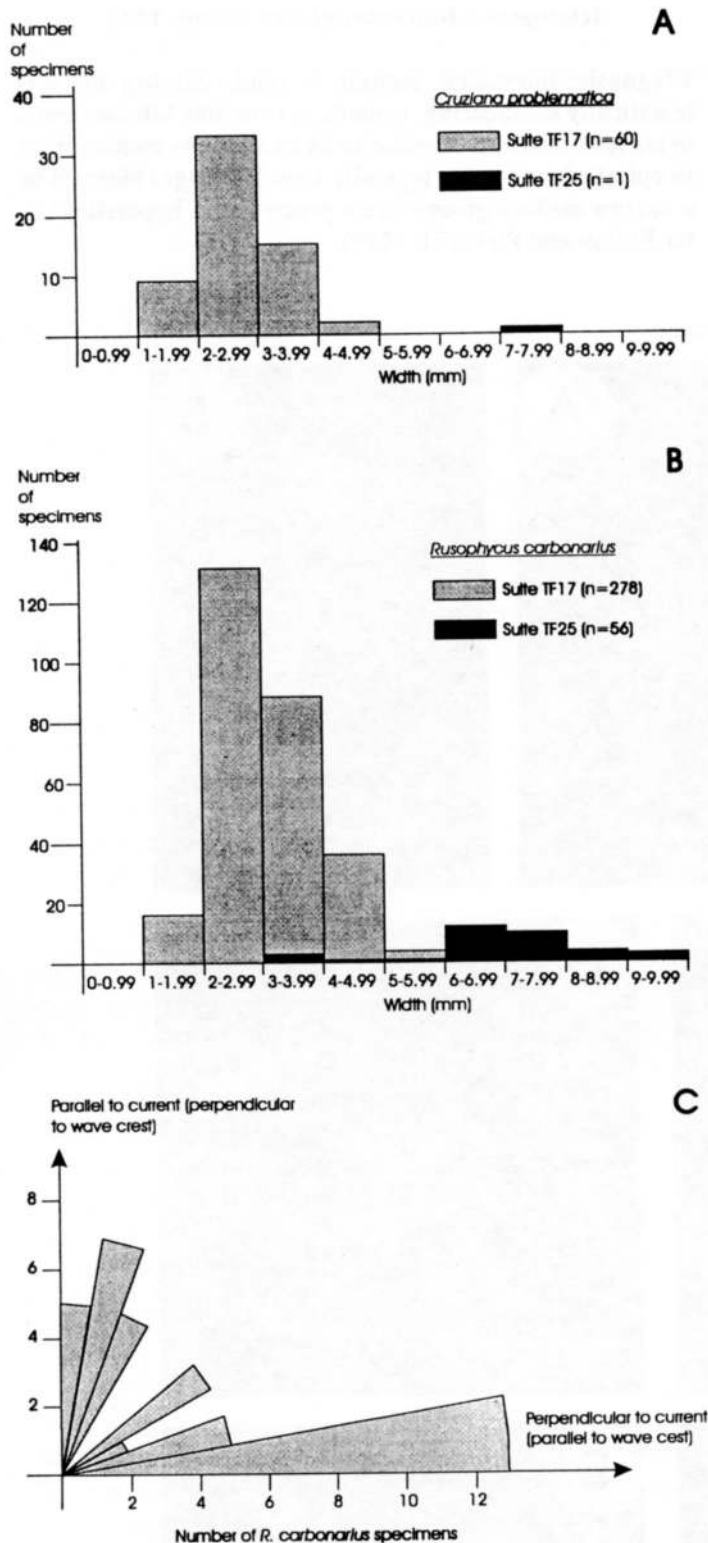 A
Number
of
specimens
40
30
20
10
Cruziana problematica
Suite TF17 (n=60)
Suite TF25 (n=1)
0-0.99 1-1.99 2-2.99 3-3.99 4-4.99 5-5.99 6-6.99 7-7.99 8-8.99 9-9.99
Width (mm)
B
Number
of
specimens
140
120
100
80
60
40
20
Rusophycus carbonarius
Suite TF17 (n=278)
Suite TF25 (n=56)
0-0.99 1-1.99 2-2.99 3-3.99 4-4.99 5-5.99 6-6.99 7-7.99 8-8.99 9-9.99
Width (mm)
C
Parallel to current (perpendicular
to wave crest)
8
6
4
2
Perpendicular to current
(parallel to wave cest)
2 4 6 8 10 12
Number of R. carbonarius specimens